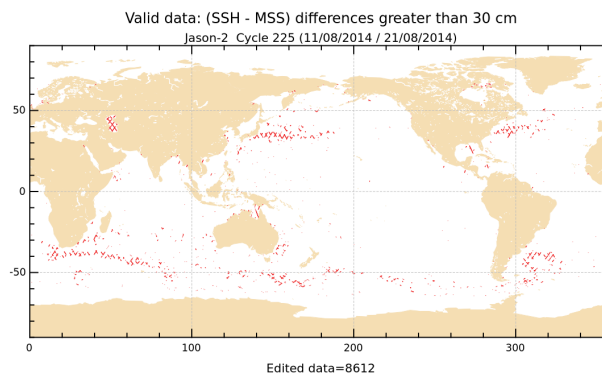 Valid data: (SSH - MSS) differences greater than 30 cm
Jason-2 Cycle 225 (11/08/2014 / 21/08/2014)
50
0
-50
0
100
200
300
Edited data=8612